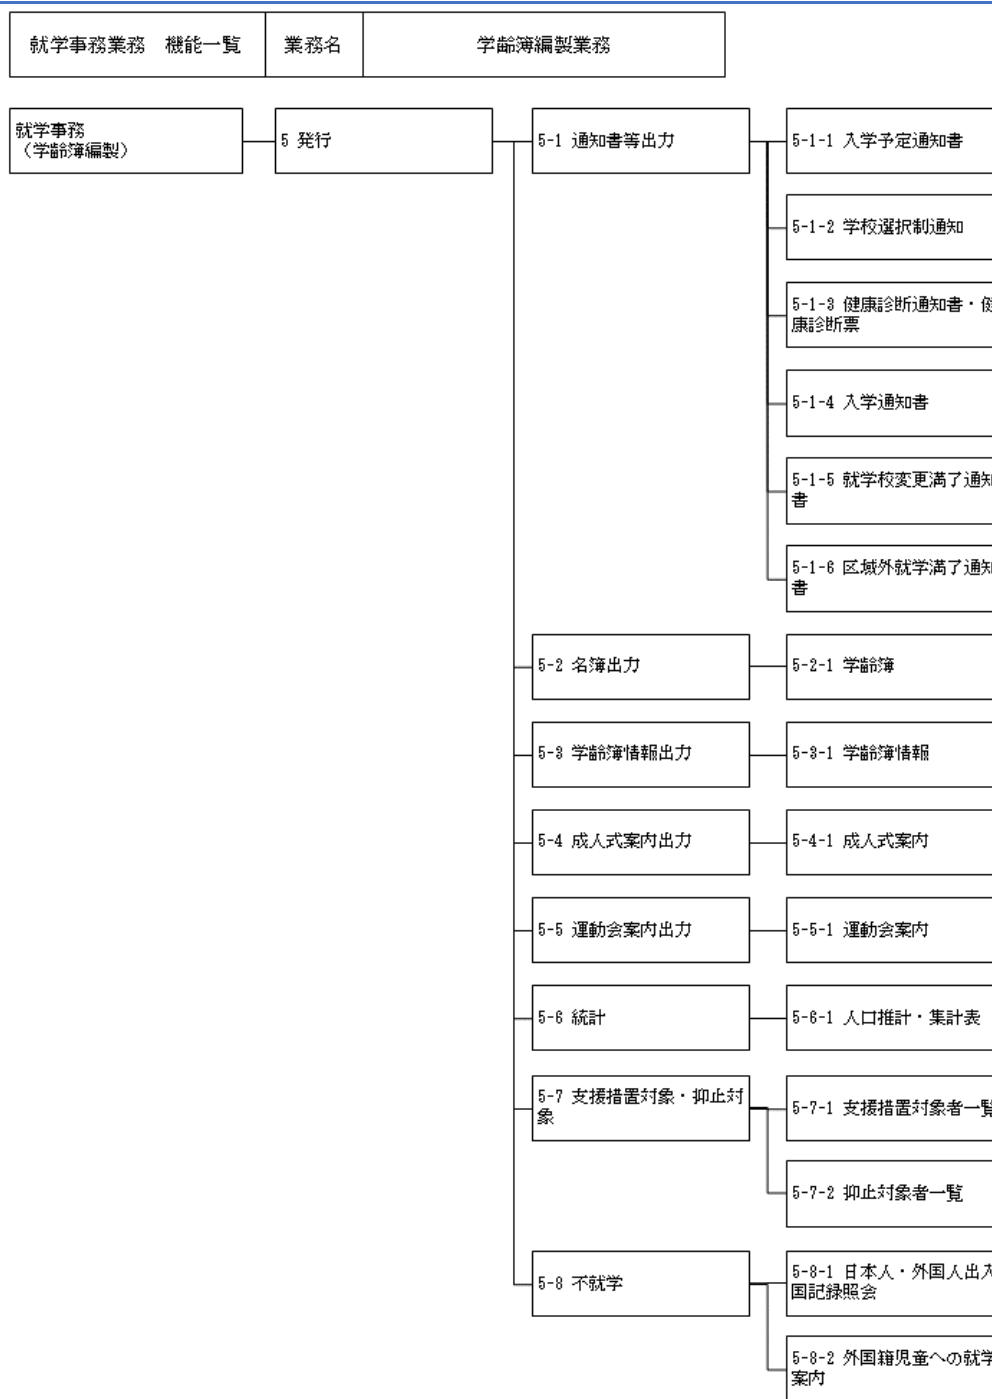 就学事務業務　機能一覧
業務名
学齢簿編製業務
就学事務
（学齢簿編製）
5 発行
5-1 通知書等出力
5-1-1 入学予定通知書
5-1-2 学校選択制通知
5-1-3 健康診断通知書・健
康診断票
5-1-4 入学通知書
5-1-5 就学校変更満了通知
書
5-1-6 区域外就学満了通知
書
5-2 名簿出力
5-2-1 学齢簿
5-3 学齢簿情報出力
5-3-1 学齢簿情報
5-4 成人式案内出力
5-4-1 成人式案内
5-5 運動会案内出力
5-5-1 運動会案内
5-6 統計
5-6-1 人口推計・集計表
5-7 支援措置対象・抑止対
象
5-7-1 支援措置対象者一覧
5-7-2 抑止対象者一覧
5-8 不就学
5-8-1 日本人・外国人出入
国記録照会
5-8-2 外国籍児童への就学
案内